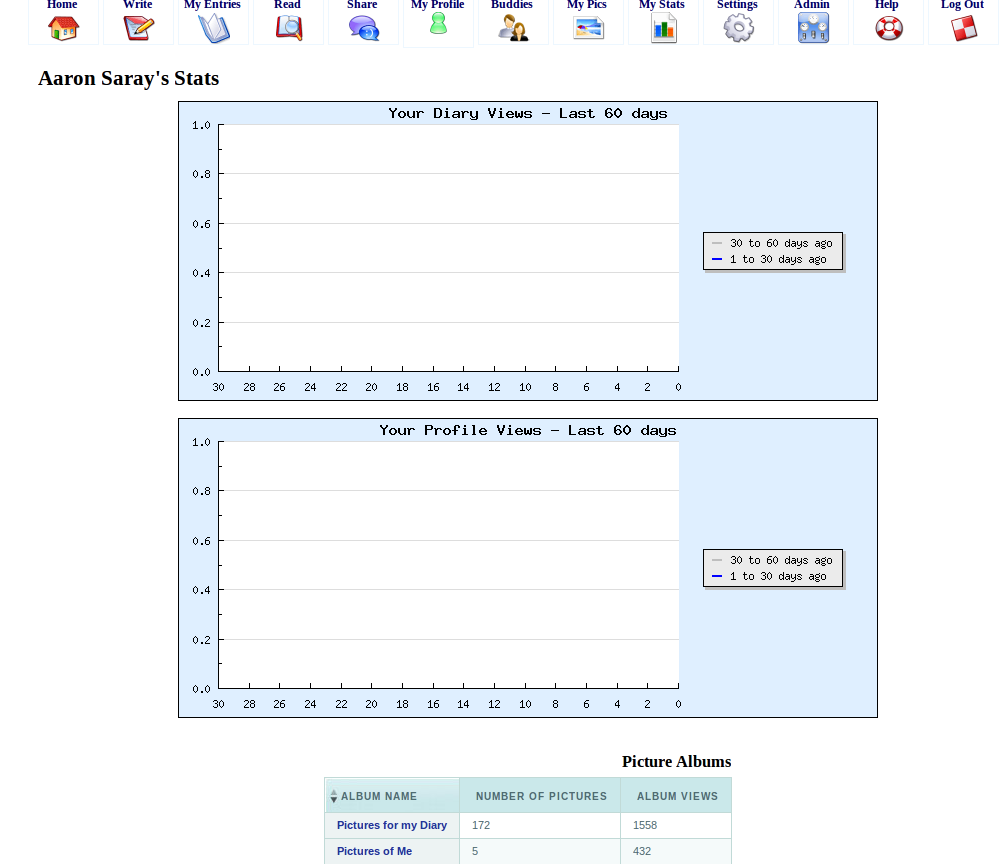 Home Write My Entries Read Share My Profile Buddies My Pics My Stats Settings Admin Help Log Out
Aaron Saray's Stats
Your Diary Views - Last 60 days
1.0
0.8
0.6
0.4
0.2
0.0
30 28 26 24 22 20 18 16 14 12 10 8 6 4 2 0
30 to 60 days ago
1 to 30 days ago
Your Profile Views - Last 60 days
1.0
0.8
0.6
0.4
0.2
0.0
30 28 26 24 22 20 18 16 14 12 10 8 6 4 2 0
30 to 60 days ago
1 to 30 days ago
Picture Albums
ALBUM NAME NUMBER OF PICTURES ALBUM VIEWS
Pictures for my Diary 172 1558
Pictures of Me 5 432